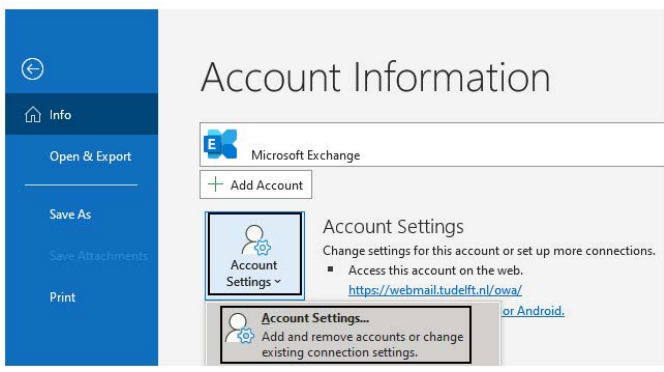 Account Information
Info
E
Microsoft Exchange
Open & Export
Add Account
Save As
Save Attachments
Print
Account
Settings
Account Settings
Change settings for this account or set up more connections.
Access this account on the web.
https://webmail.tudelft.nl/owa/
or Android.
Account Settings...
Add and remove accounts or change
existing connection settings.